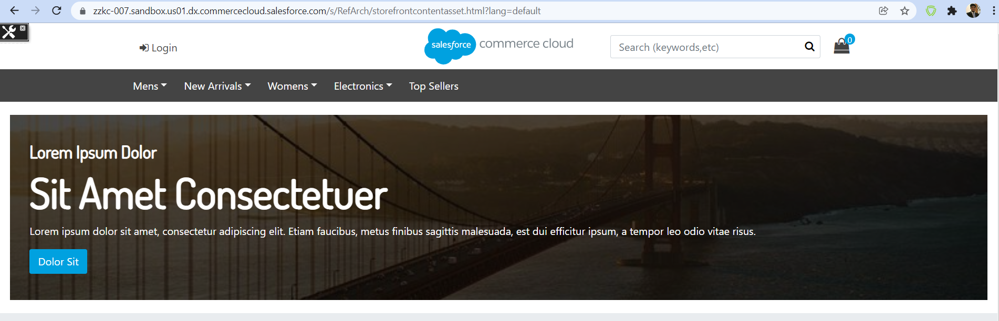 zzkc-007.sandbox.us01.dx.commercecloud.salesforce.com/s/RefArch/storefrontcontentasset.html?lang=default
Login
salesforce commerce cloud
Search (keywords,etc)
0
Mens New Arrivals Womens Electronics Top Sellers
Lorem Ipsum Dolor
Sit Amet Consectetuer
Lorem ipsum dolor sit amet, consectetur adipiscing elit. Etiam faucibus, metus finibus sagittis malesuada, est dui efficitur ipsum, a tempor leo odio vitae risus.
Dolor Sit